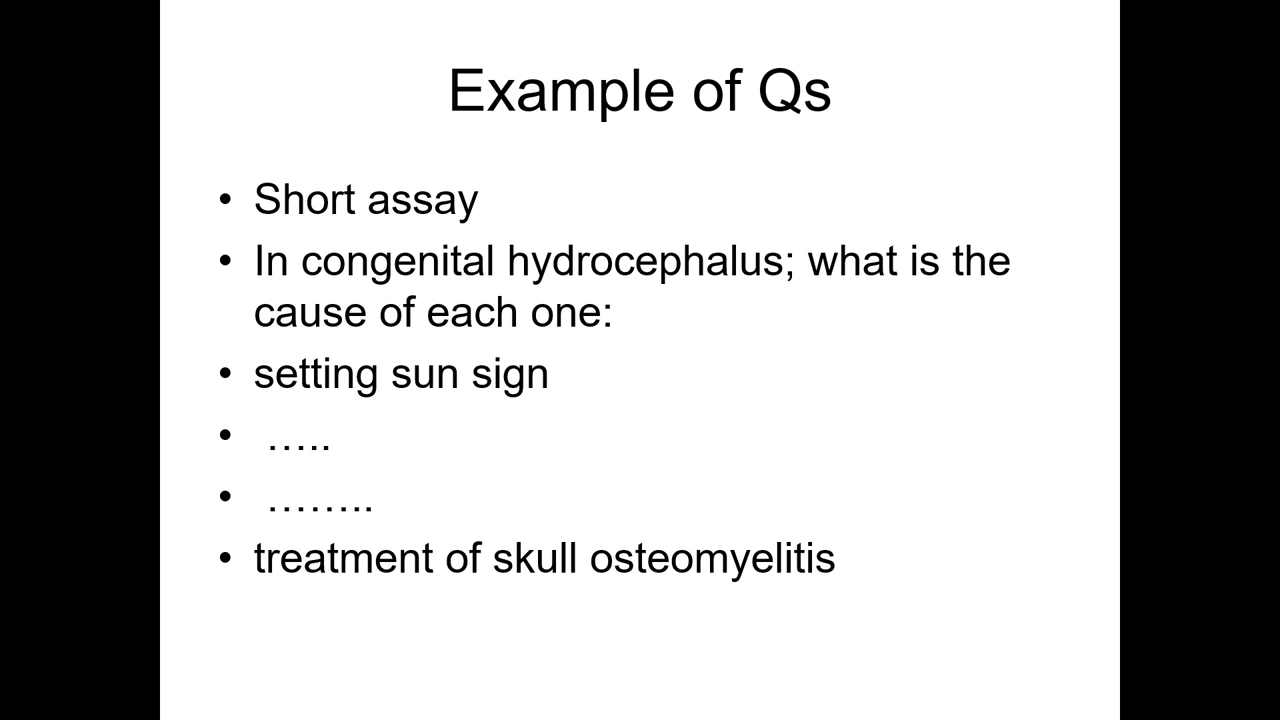 Example of Qs
• Short assay
• In congenital hydrocephalus; what is the
cause of each one:
• setting sun sign
• …..
• ……..
• treatment of skull osteomyelitis